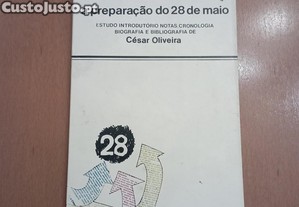 CustoJusto.pt
a preparação do 28 de maio
ESTUDO INTRODUTÓRIO NOTAS CRONOLOGIA
BIOGRAFIA E BIBLIOGRAFIA DE
César Oliveira
28